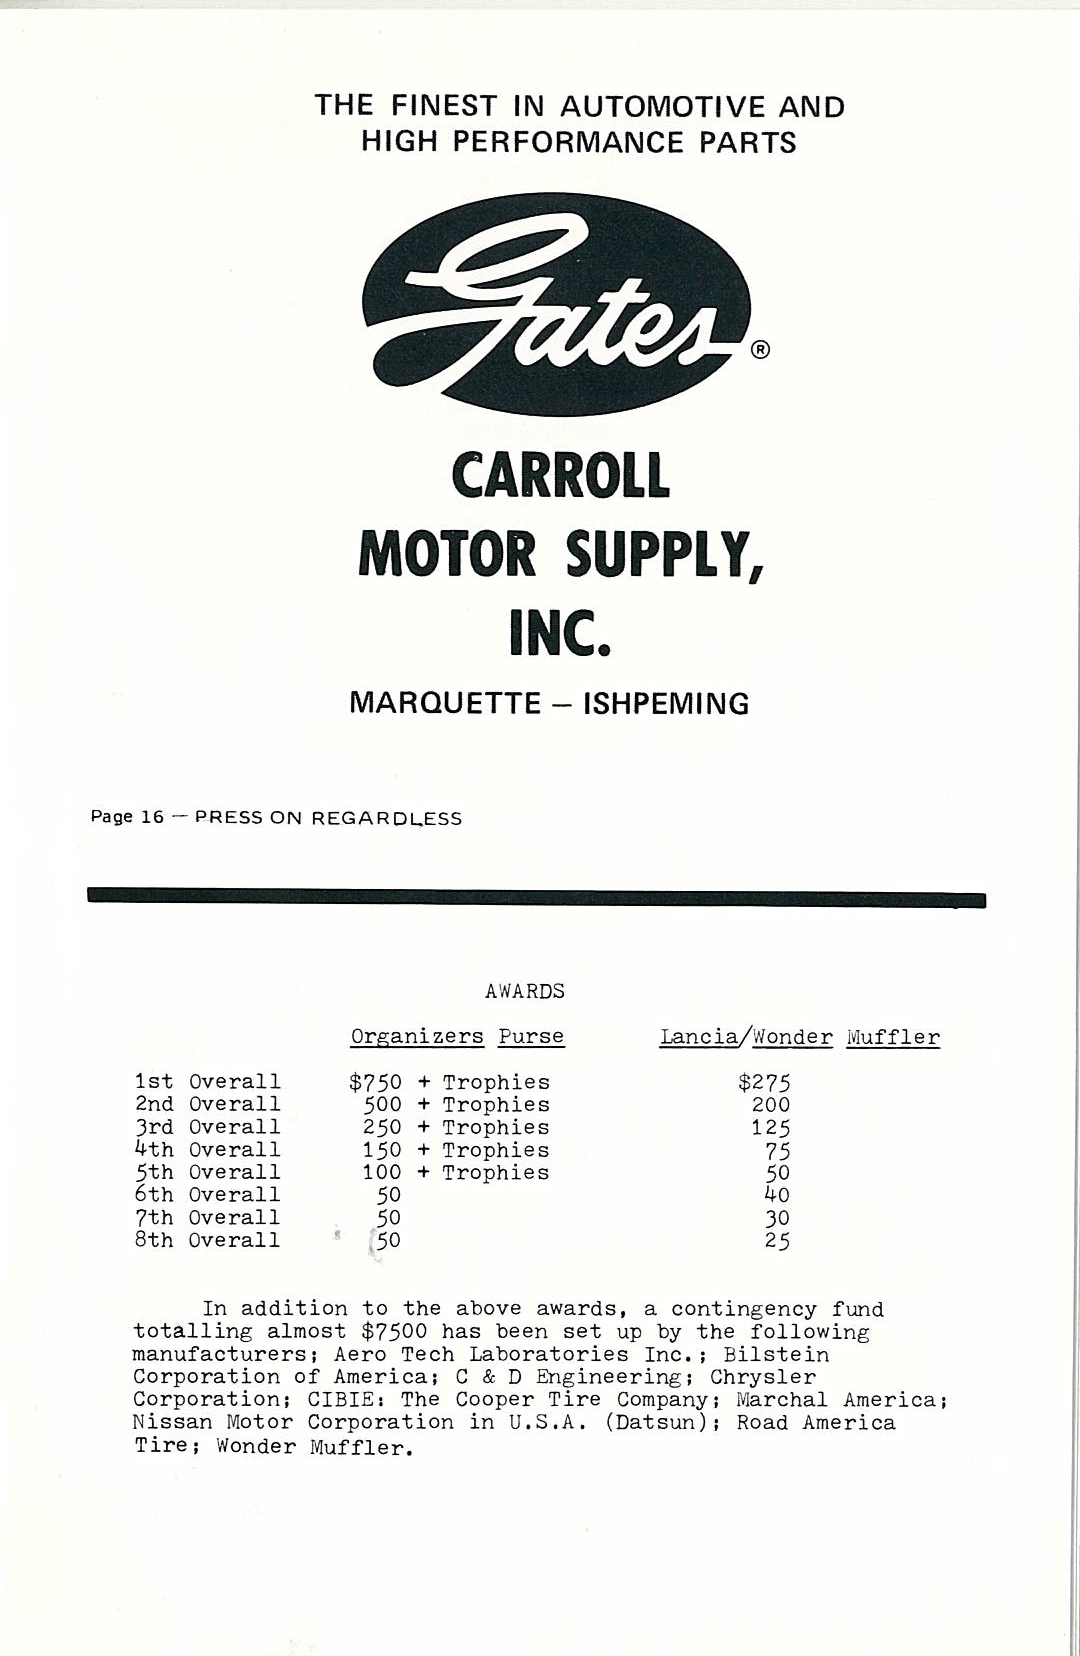 THE FINEST IN AUTOMOTIVE AND
HIGH PERFORMANCE PARTS
Gates ®
CARROLL
MOTOR SUPPLY,
INC.
MARQUETTE – ISHPEMING
Page 16 — PRESS ON REGARDLESS
AWARDS
Organizers Purse Lancia/Wonder Muffler
1st Overall $750 + Trophies $275
2nd Overall 500 + Trophies 200
3rd Overall 250 + Trophies 125
4th Overall 150 + Trophies 75
5th Overall 100 + Trophies 50
6th Overall 50 40
7th Overall 50 30
8th Overall 50 25
In addition to the above awards, a contingency fund
totalling almost $7500 has been set up by the following
manufacturers; Aero Tech Laboratories Inc.; Bilstein
Corporation of America; C & D Engineering; Chrysler
Corporation; CIBIE: The Cooper Tire Company; Marchal America;
Nissan Motor Corporation in U.S.A. (Datsun); Road America
Tire; Wonder Muffler.